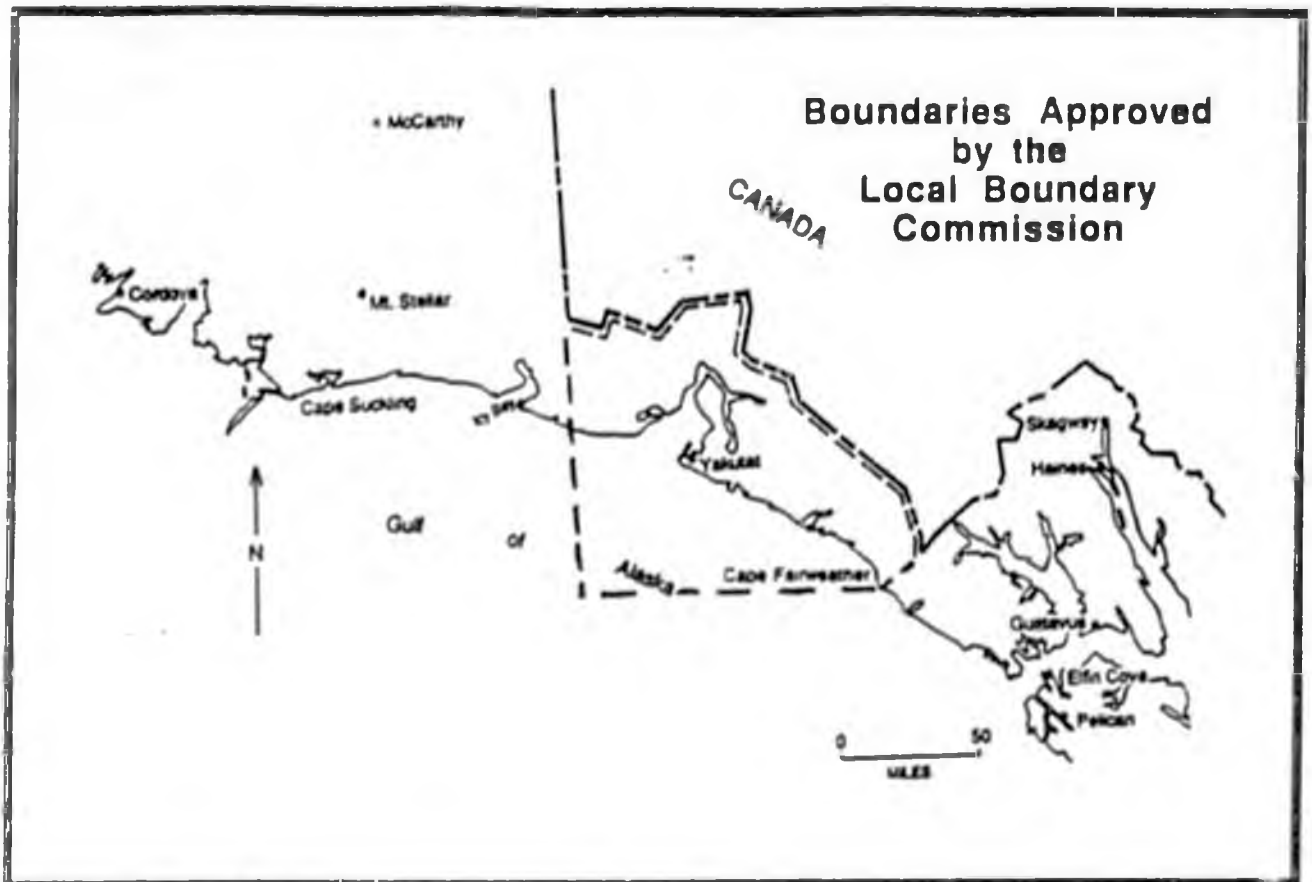 Boundaries Approved
by the
Local Boundary
Commission
McCarthy
CANADA
Cordova
Mt. Steller
Cape Suckling
Skagway
Haines
Yakutat
N
Gulf
of
Alaska
Cape Fairweather
Gustavus
Elfin Cove
Pelican
0
50
MILES